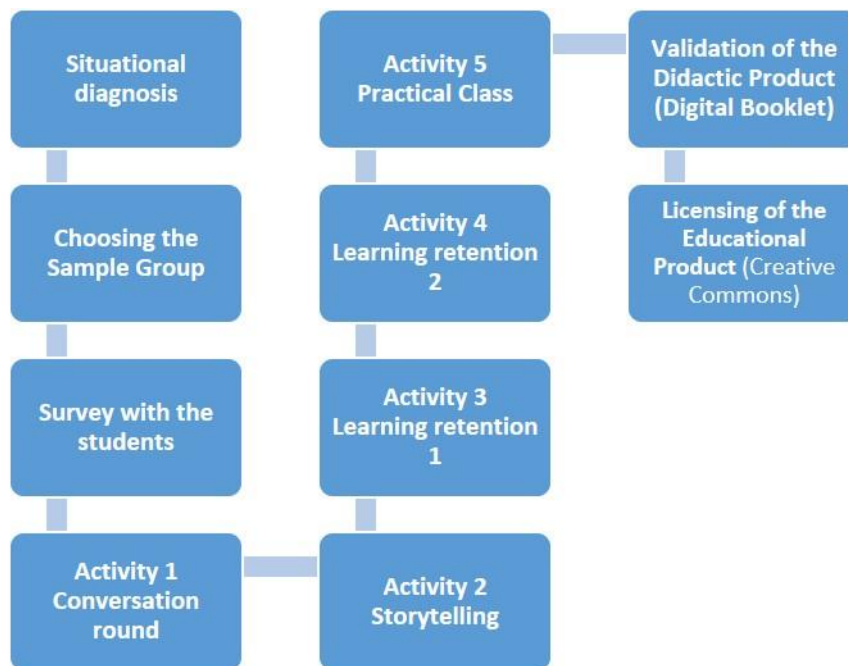 Situational
diagnosis
Choosing the
Sample Group
Survey with the
students
Activity 1
Conversation
round
Activity 2
Storytelling
Activity 3
Learning retention
1
Activity 4
Learning retention
2
Activity 5
Practical Class
Validation of the
Didactic Product
(Digital Booklet)
Licensing of the
Educational
Product (Creative
Commons)